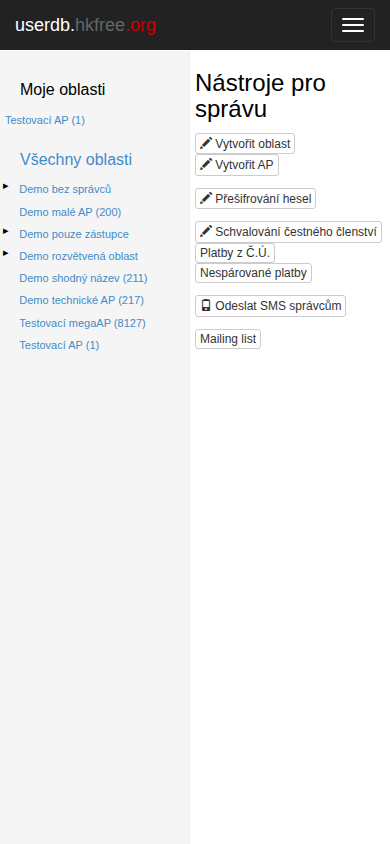 userdb.hkfree.org
Moje oblasti
Testovací AP (1)
Všechny oblasti
Demo bez správců
Demo malé AP (200)
Demo pouze zástupce
Demo rozvětvená oblast
Demo shodný název (211)
Demo technické AP (217)
Testovací megaAP (8127)
Testovací AP (1)
Nástroje pro
správu
Vytvořit oblast
Vytvořit AP
Přešifrování hesel
Schvalování čestného členství
Platby z Č.Ú.
Nespárované platby
Odeslat SMS správcům
Mailing list